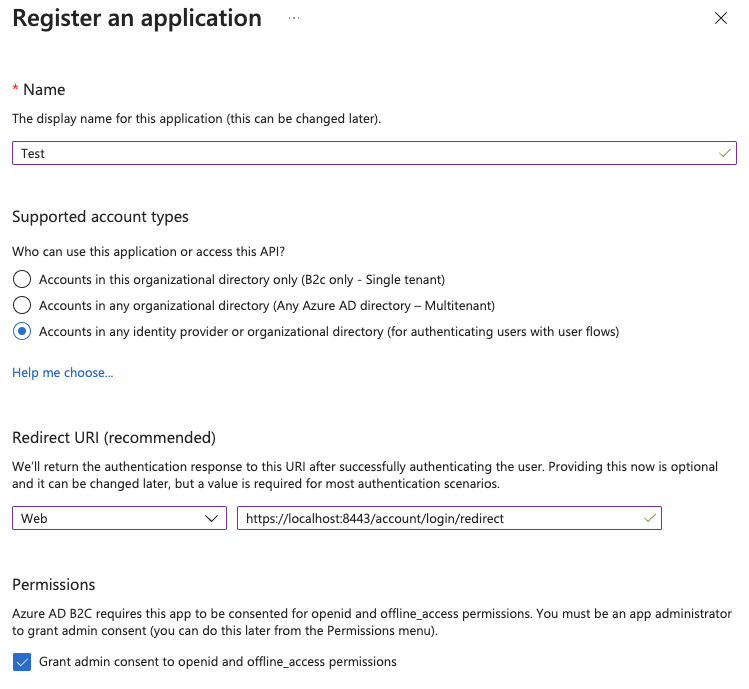 Register an application ...
* Name
The display name for this application (this can be changed later).
Test
Supported account types
Who can use this application or access this API?
Accounts in this organizational directory only (B2c only - Single tenant)
Accounts in any organizational directory (Any Azure AD directory – Multitenant)
Accounts in any identity provider or organizational directory (for authenticating users with user flows)
Help me choose...
Redirect URI (recommended)
We'll return the authentication response to this URI after successfully authenticating the user. Providing this now is optional
and it can be changed later, but a value is required for most authentication scenarios.
Web https://localhost:8443/account/login/redirect
Permissions
Azure AD B2C requires this app to be consented for openid and offline_access permissions. You must be an app administrator
to grant admin consent (you can do this later from the Permissions menu).
Grant admin consent to openid and offline_access permissions